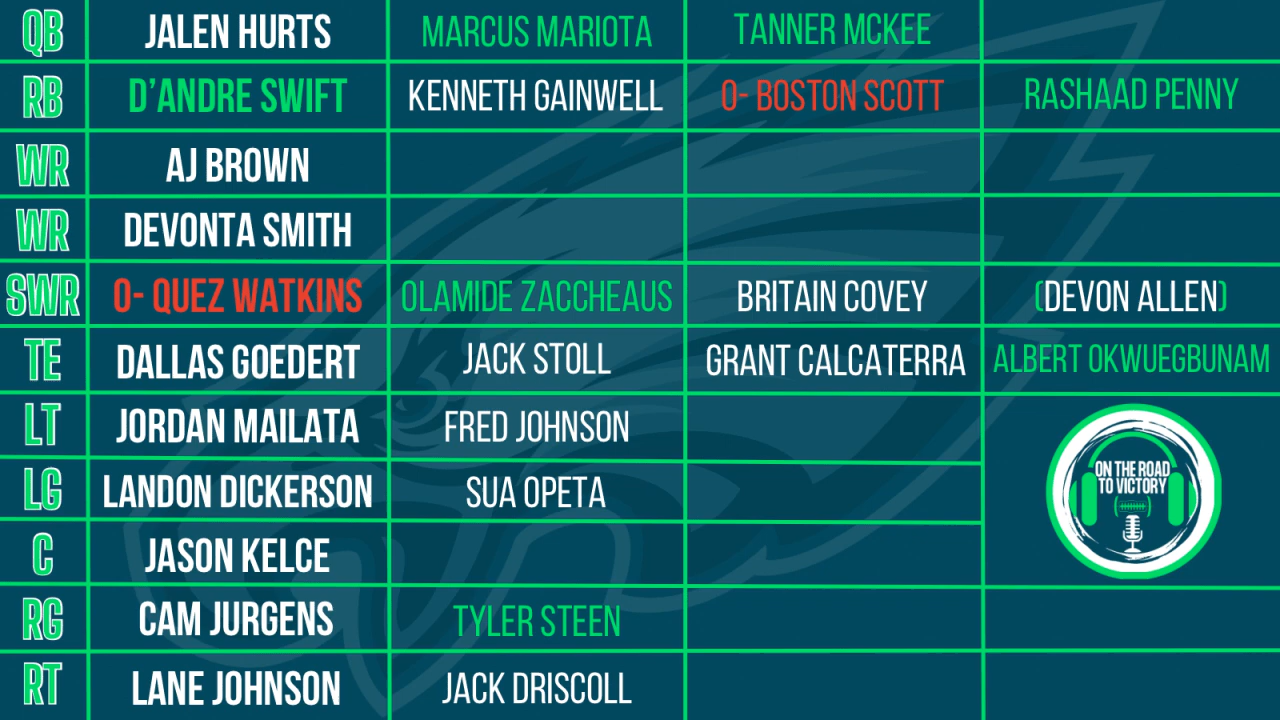 QB JALEN HURTS MARCUS MARIOTA TANNER MCKEE
RB D'ANDRE SWIFT KENNETH GAINWELL O- BOSTON SCOTT RASHAAD PENNY
WR AJ BROWN
WR DEVONTA SMITH
SWR O- QUEZ WATKINS OLAMIDE ZACCHEAUS BRITAIN COVEY (DEVON ALLEN)
TE DALLAS GOEDERT JACK STOLL GRANT CALCATERRA ALBERT OKWUEGBUNAM
LT JORDAN MAILATA FRED JOHNSON
LG LANDON DICKERSON SUA OPETA
C JASON KELCE
RG CAM JURGENS TYLER STEEN
RT LANE JOHNSON JACK DRISCOLL
ON THE ROAD
TO VICTORY